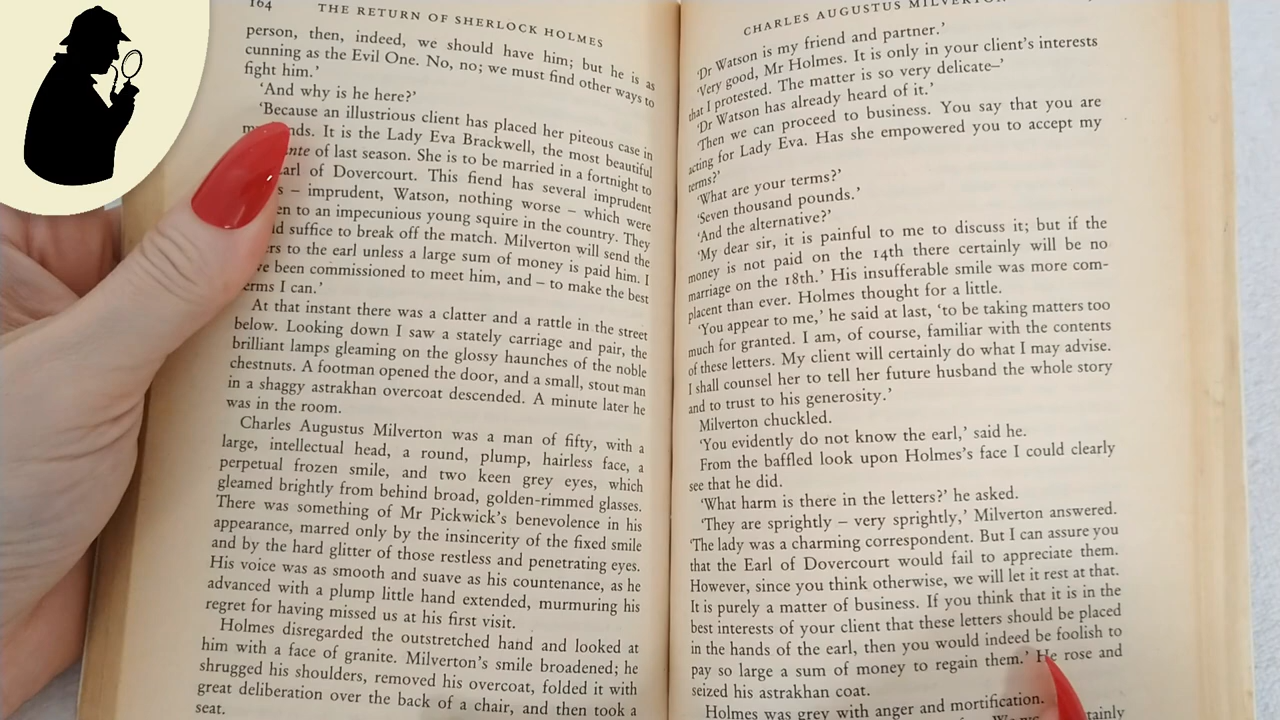 164
THE RETURN OF SHERLOCK HOLMES
person, then, indeed, we should have him; but he is as
cunning as the Evil One. No, no; we must find other ways to
fight him.’
‘And why is he here?’
‘Because an illustrious client has placed her piteous case in
nds. It is the Lady Eva Brackwell, the most beautiful
nte of last season. She is to be married in a fortnight to
arl of Dovercourt. This fiend has several imprudent
s – imprudent, Watson, nothing worse – which were
en to an impecunious young squire in the country. They
d suffice to break off the match. Milverton will send the
ers to the earl unless a large sum of money is paid him. I
ve been commissioned to meet him, and – to make the best
erms I can.’
At that instant there was a clatter and a rattle in the street
below. Looking down I saw a stately carriage and pair, the
brilliant lamps gleaming on the glossy haunches of the noble
chestnuts. A footman opened the door, and a small, stout man
in a shaggy astrakhan overcoat descended. A minute later he
was in the room.
Charles Augustus Milverton was a man of fifty, with a
large, intellectual head, a round, plump, hairless face, a
perpetual frozen smile, and two keen grey eyes, which
gleamed brightly from behind broad, golden-rimmed glasses.
There was something of Mr Pickwick’s benevolence in his
appearance, marred only by the insincerity of the fixed smile
and by the hard glitter of those restless and penetrating eyes.
His voice was as smooth and suave as his countenance, as he
advanced with a plump little hand extended, murmuring his
regret for having missed us at his first visit.
Holmes disregarded the outstretched hand and looked at
him with a face of granite. Milverton’s smile broadened; he
shrugged his shoulders, removed his overcoat, folded it with
great deliberation over the back of a chair, and then took a
seat.
CHARLES AUGUSTUS MILVERTON
‘Dr Watson is my friend and partner.’
‘Very good, Mr Holmes. It is only in your client’s interests
that I protested. The matter is so very delicate–’
‘Dr Watson has already heard of it.’
‘Then we can proceed to business. You say that you are
acting for Lady Eva. Has she empowered you to accept my
terms?’
‘What are your terms?’
‘Seven thousand pounds.’
‘And the alternative?’
‘My dear sir, it is painful to me to discuss it; but if the
money is not paid on the 14th there certainly will be no
marriage on the 18th.’ His insufferable smile was more com-
placent than ever. Holmes thought for a little.
‘You appear to me,’ he said at last, ‘to be taking matters too
much for granted. I am, of course, familiar with the contents
of these letters. My client will certainly do what I may advise.
I shall counsel her to tell her future husband the whole story
and to trust to his generosity.’
Milverton chuckled.
‘You evidently do not know the earl,’ said he.
From the baffled look upon Holmes’s face I could clearly
see that he did.
‘What harm is there in the letters?’ he asked.
‘They are sprightly – very sprightly,’ Milverton answered.
‘The lady was a charming correspondent. But I can assure you
that the Earl of Dovercourt would fail to appreciate them.
However, since you think otherwise, we will let it rest at that.
It is purely a matter of business. If you think that it is in the
best interests of your client that these letters should be placed
in the hands of the earl, then you would indeed be foolish to
pay so large a sum of money to regain them.’ He rose and
seized his astrakhan coat.
Holmes was grey with anger and mortification.